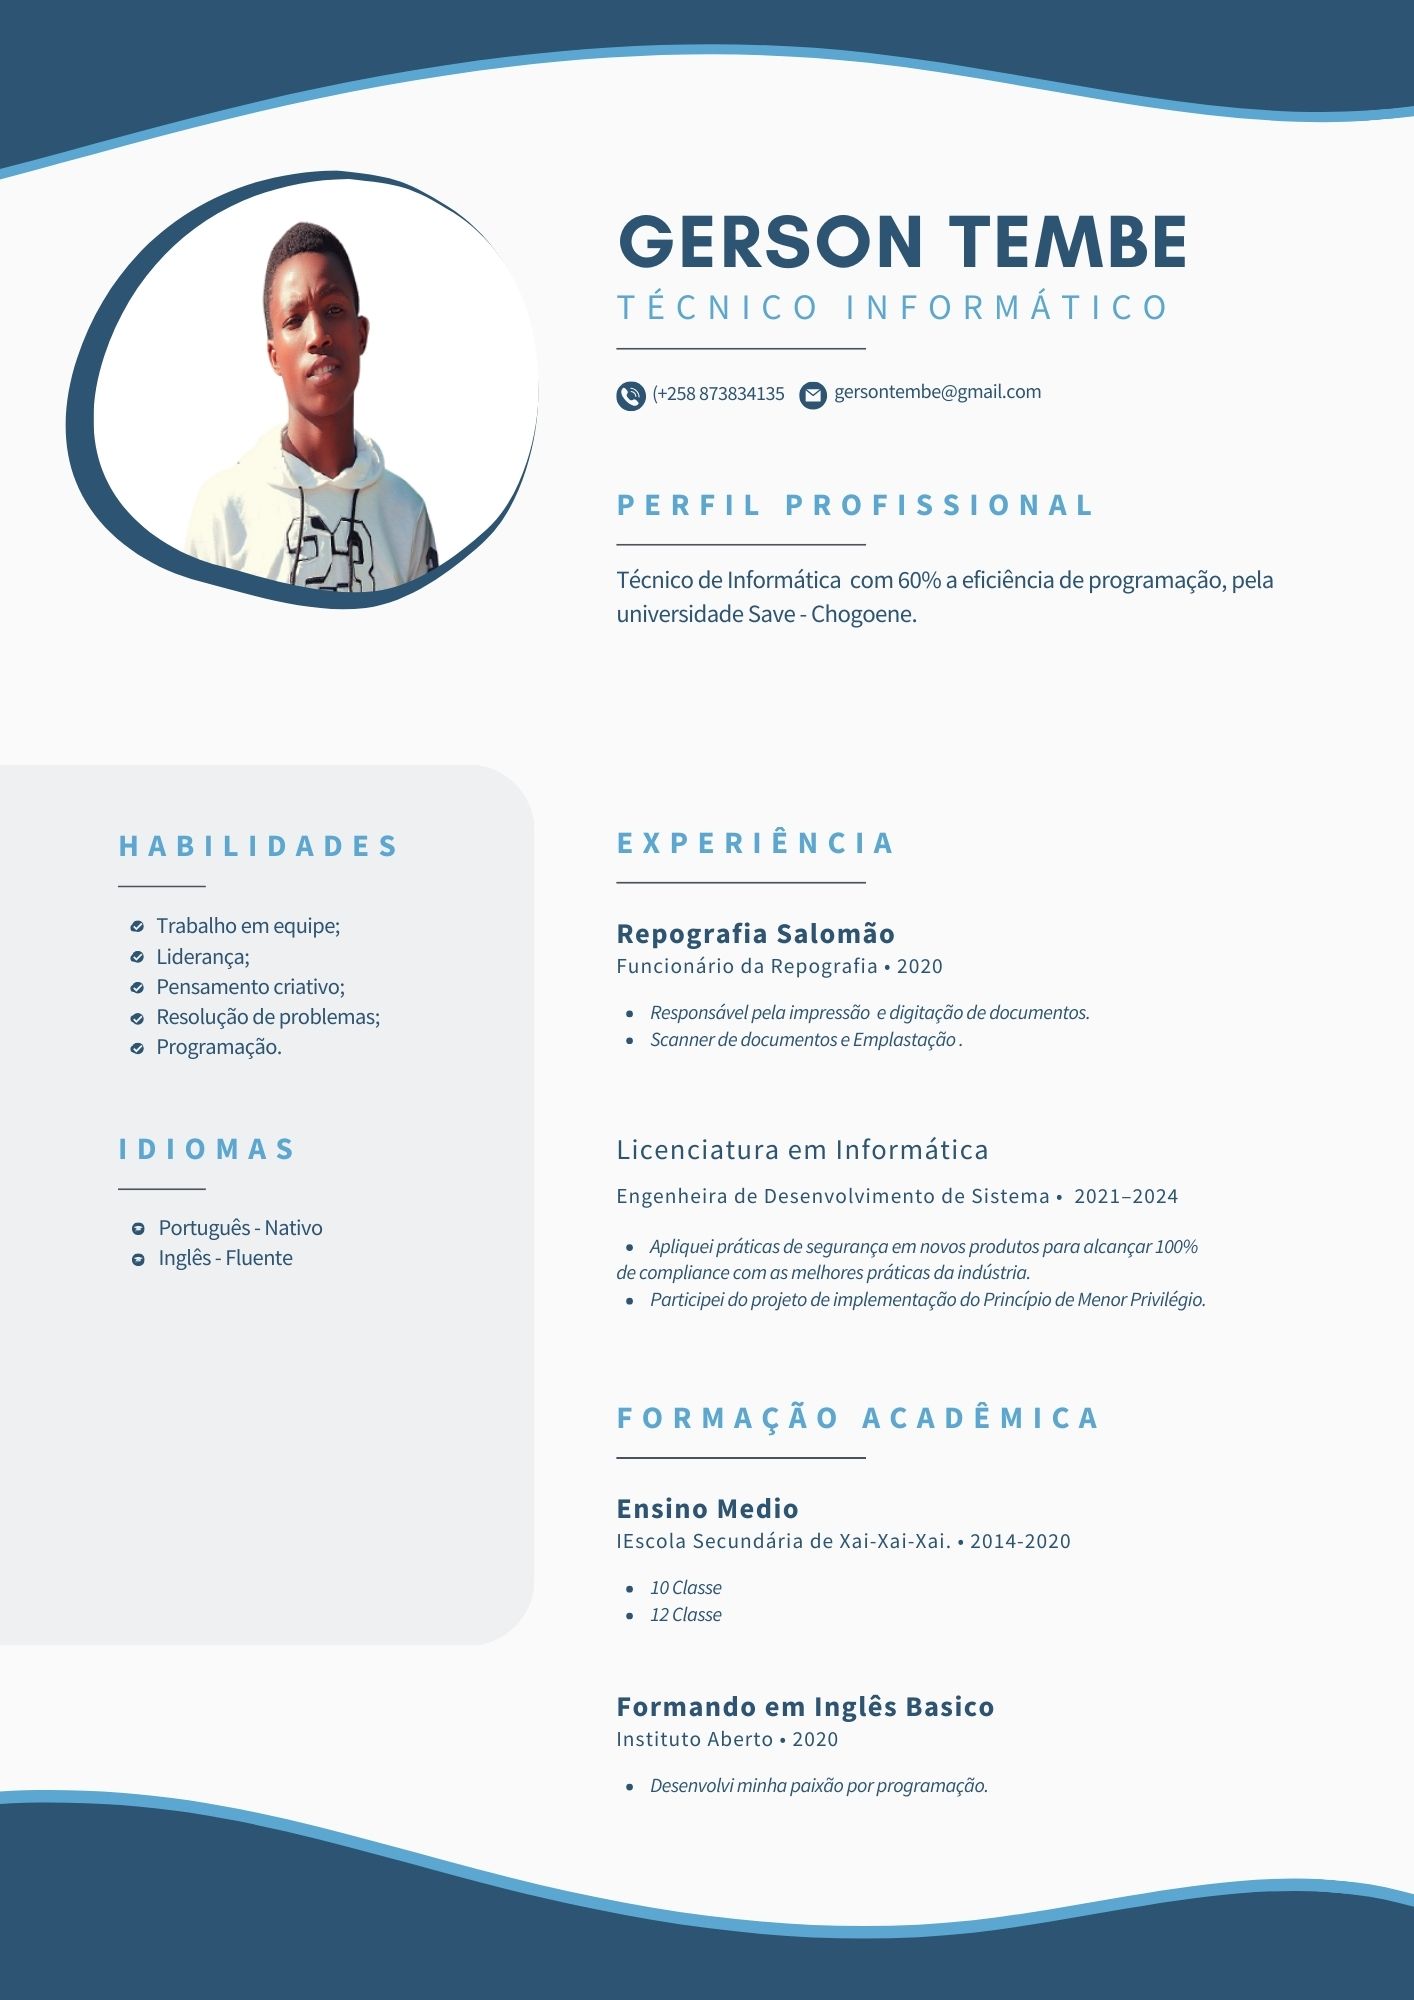 GERSON TEMBE
TÉCNICO INFORMÁTICO
(+258 873834135 gersontembe@gmail.com
PERFIL PROFISSIONAL
Técnico de Informática com 60% a eficiência de programação, pela
universidade Save - Chogoene.
HABILIDADES
Trabalho em equipe;
Liderança;
Pensamento criativo;
Resolução de problemas;
Programação.
IDIOMAS
Português - Nativo
Inglês - Fluente
EXPERIÊNCIA
Repografia Salomão
Funcionário da Repografia • 2020
• Responsável pela impressão e digitação de documentos.
• Scanner de documentos e Emplastação .
Licenciatura em Informática
Engenheira de Desenvolvimento de Sistema • 2021–2024
• Apliquei práticas de segurança em novos produtos para alcançar 100%
de compliance com as melhores práticas da indústria.
• Participei do projeto de implementação do Princípio de Menor Privilégio.
FORMAÇÃO ACADÊMICA
Ensino Medio
IEscola Secundária de Xai-Xai-Xai. • 2014-2020
• 10 Classe
• 12 Classe
Formando em Inglês Basico
Instituto Aberto • 2020
• Desenvolvi minha paixão por programação.
23